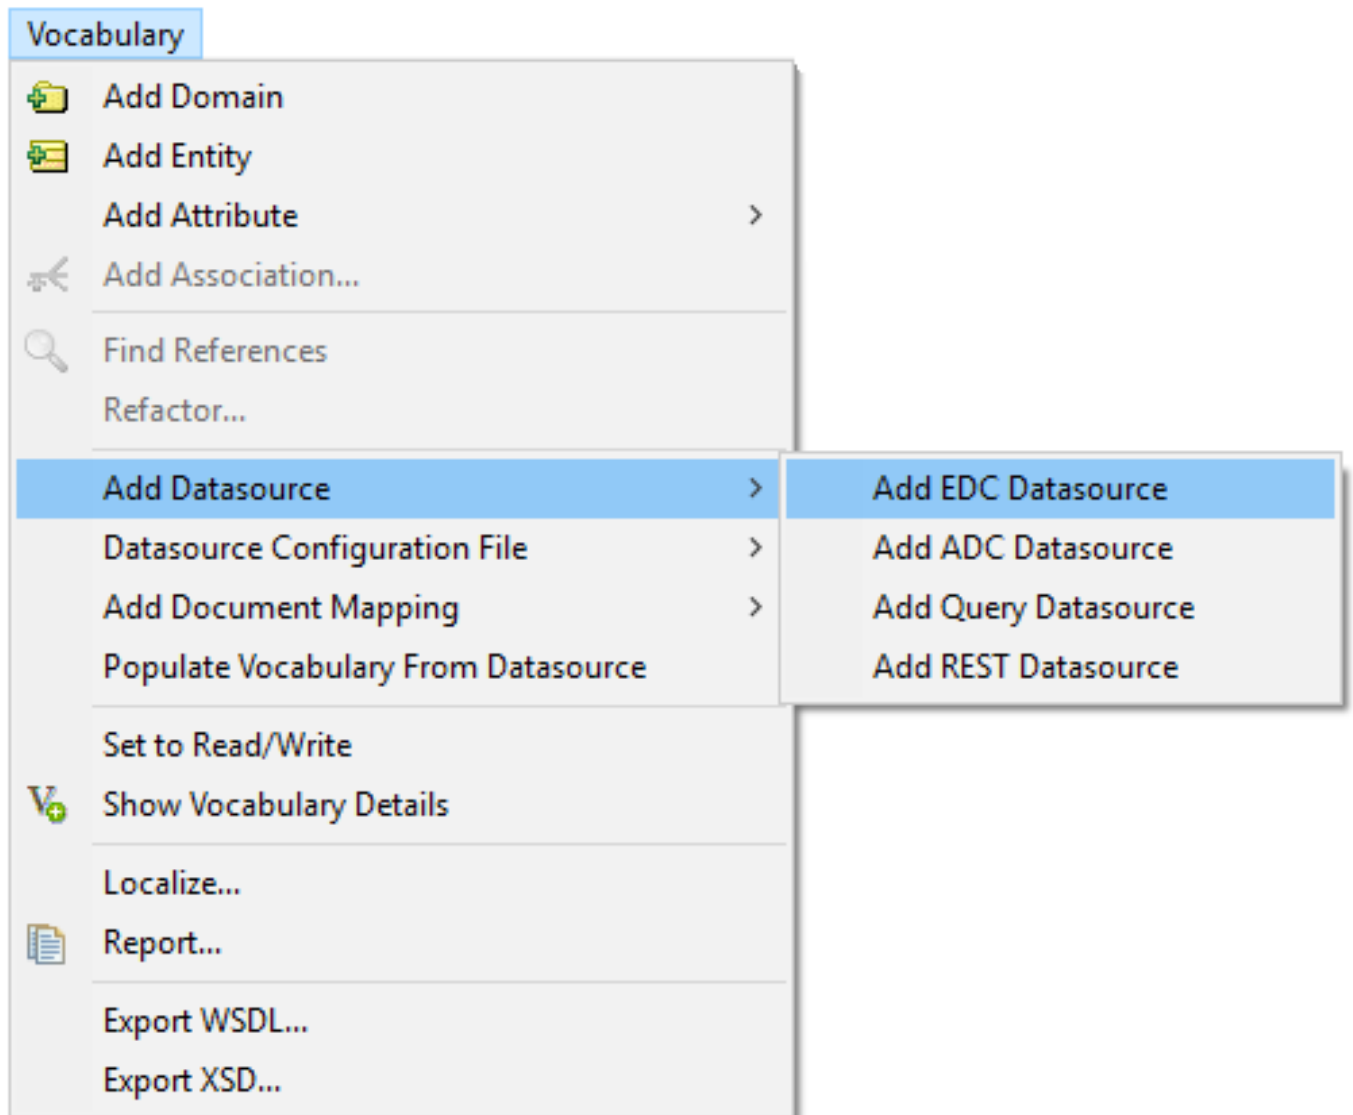 Vocabulary
Add Domain
Add Entity
Add Attribute
Add Association...
Find References
Refactor...
Add Datasource
Datasource Configuration File
Add Document Mapping
Populate Vocabulary From Datasource
Set to Read/Write
Show Vocabulary Details
Localize...
Report...
Export WSDL...
Export XSD...
Add EDC Datasource
Add ADC Datasource
Add Query Datasource
Add REST Datasource